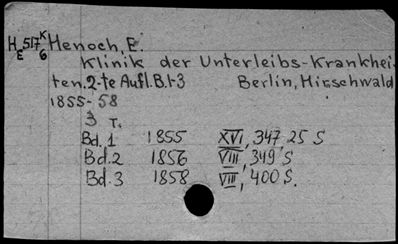 H E 517 K 6 Henoch, E.
Klinik der Unterleibs-Krankhei-
ten. 2-te Aufl. B.1-3 Berlin, Hirschwald
1855-58
3 T.
Bd. 1 1855 XVI, 347, 25 S
Bd. 2 1856 VIII, 349 S
Bd. 3 1858 VIII, 400 S.